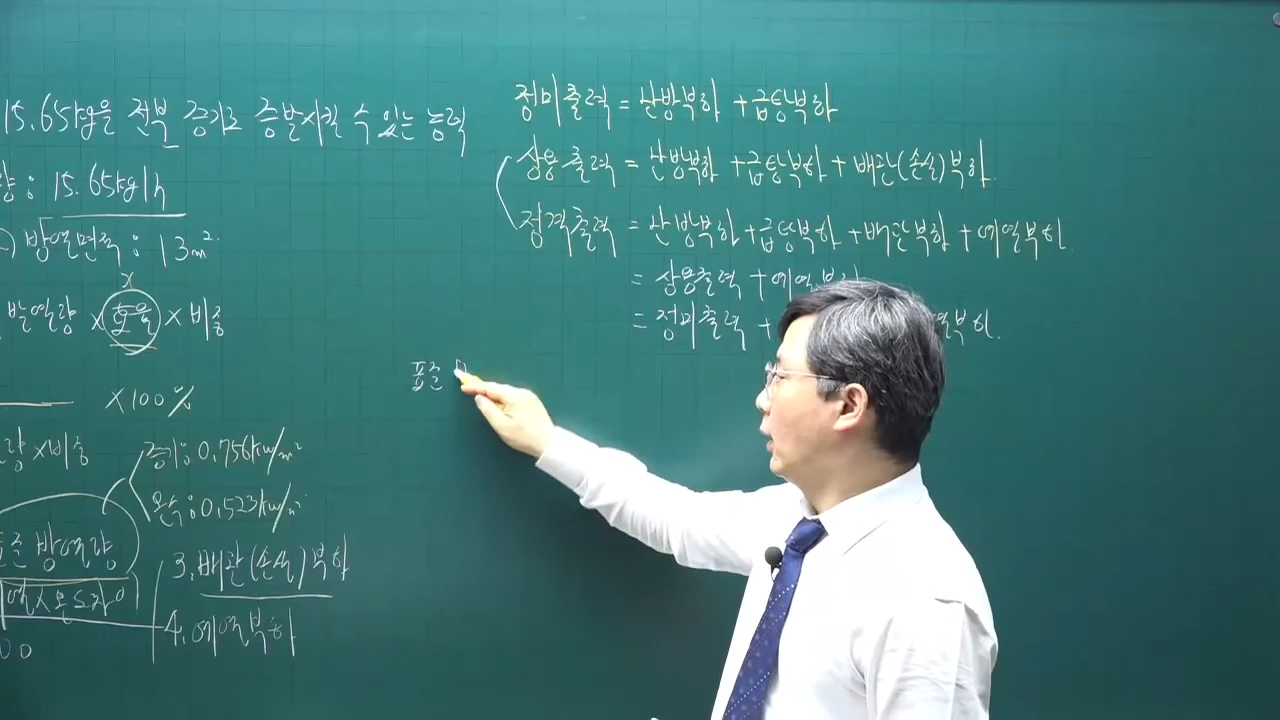 15.65kg을 전부 증기로 증발시킬 수 있는 능력
량 : 15.65kg/h
방열면적 : 13m².
발열량 × 효율 × 비중
×100%
량 ×비중
증기: 0.756kW/m²
온수: 0.523kW/m²
표준 방열량
3. 배관(손실)부하
4. 예열부하
정미출력 = 난방부하 + 급탕부하
상용출력 = 난방부하 + 급탕부하 + 배관(손실)부하.
정격출력 = 난방부하 + 급탕부하 + 배관부하 + 예열부하.
= 상용출력 + 예열부하
= 정미출력 + 열부하.
표준